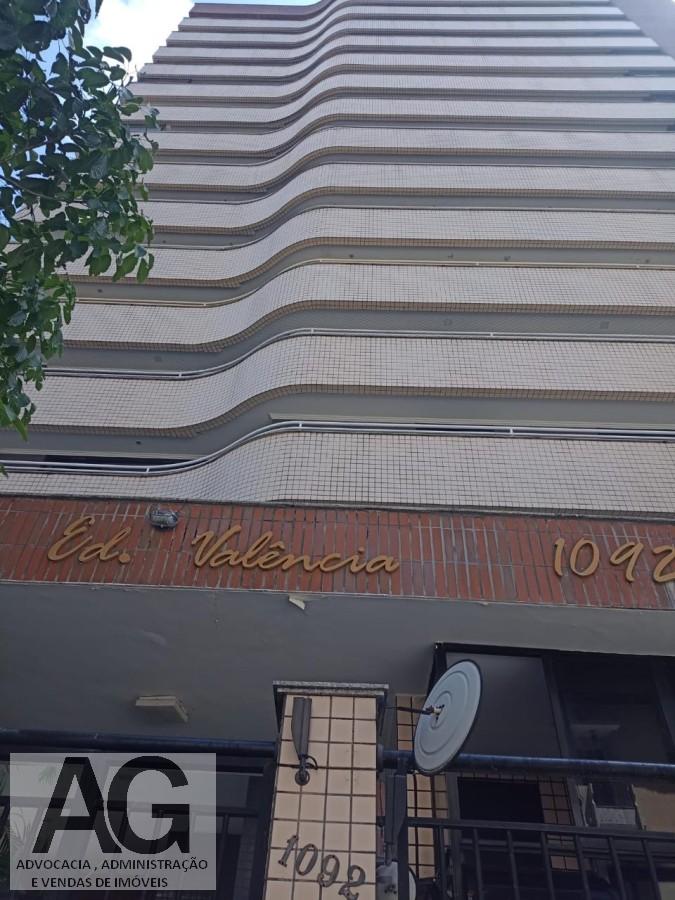 Ed. Valência 1092
1092
AG
ADVOCACIA , ADMINISTRAÇÃO
E VENDAS DE IMÓVEIS